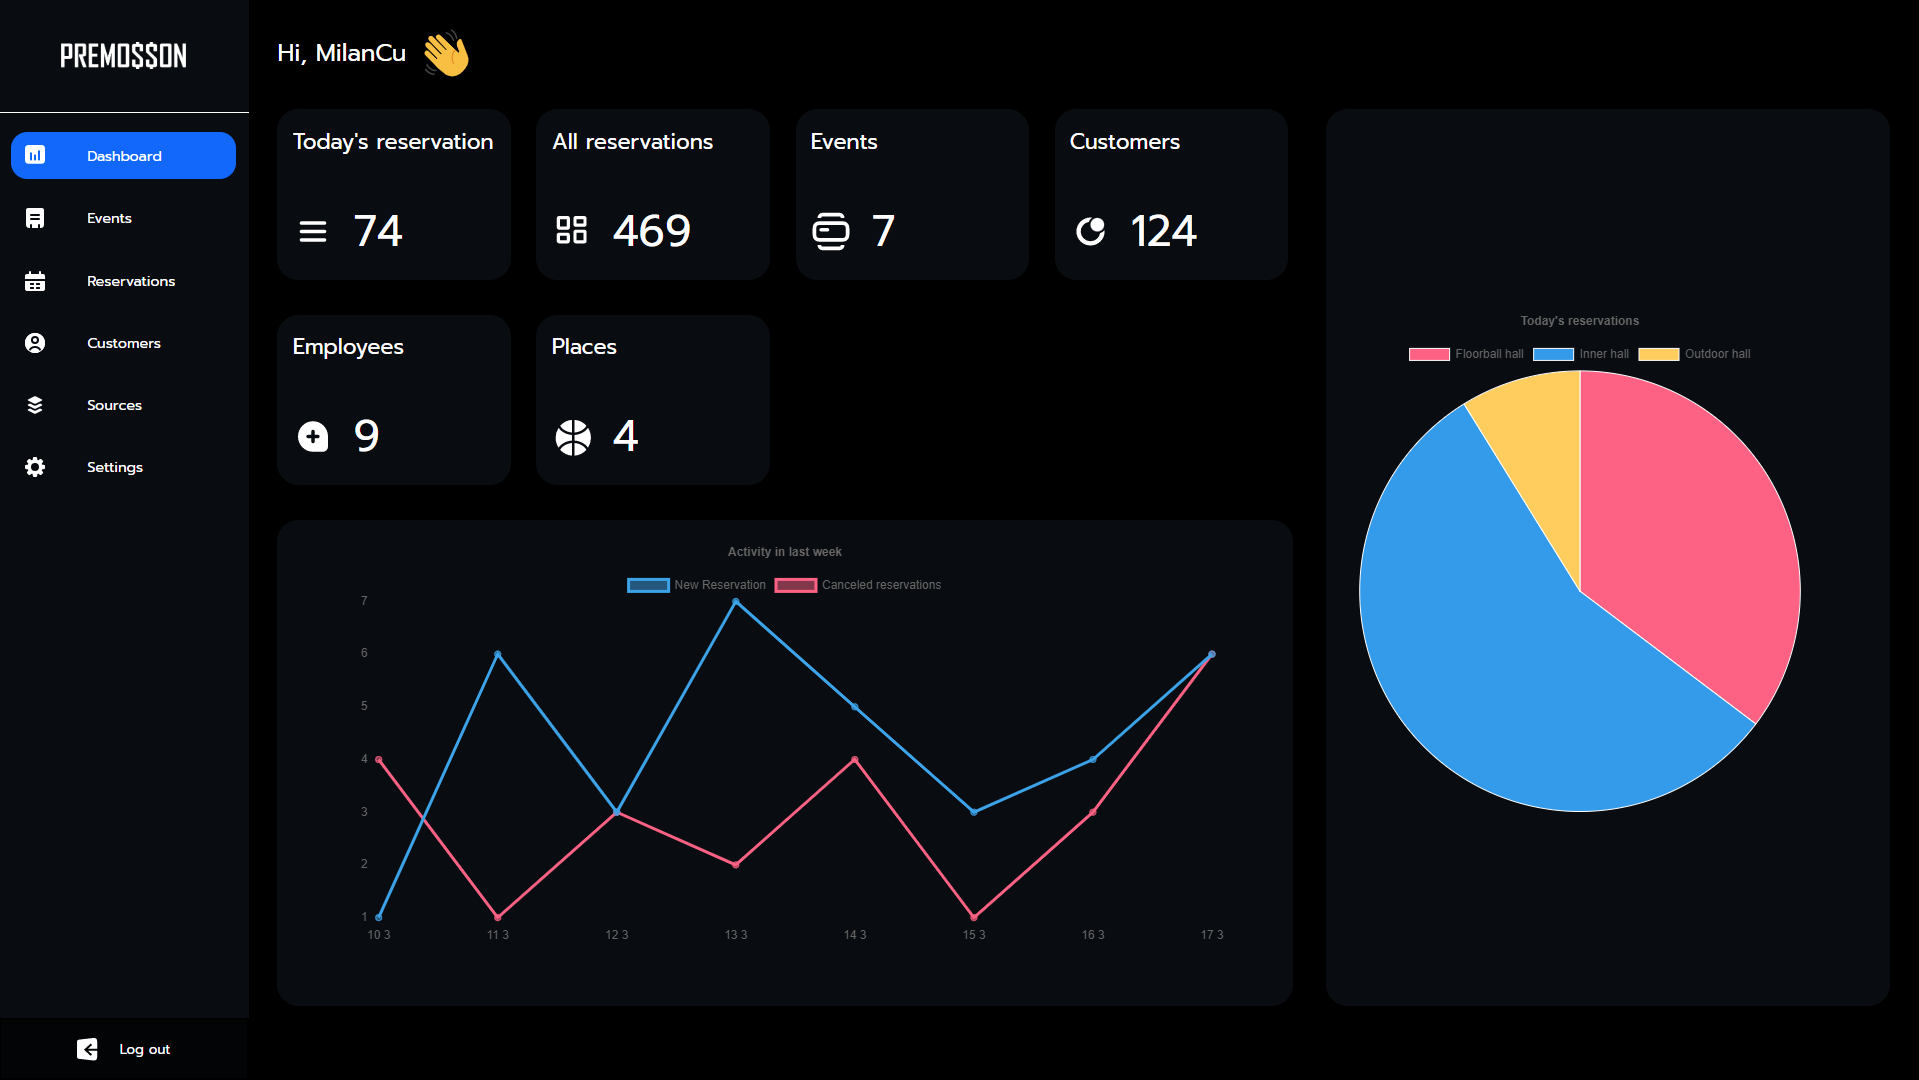 PREMO$$ON
Dashboard
Events
Reservations
Customers
Sources
Settings
Log out
Hi, MilanCu
Today's reservation
74
All reservations
469
Events
7
Customers
124
Employees
9
Places
4
Activity in last week
New Reservation Canceled reservations
7
6
5
4
3
2
1
10 3 11 3 12 3 13 3 14 3 15 3 16 3 17 3
Today's reservations
Floorball hall Inner hall Outdoor hall